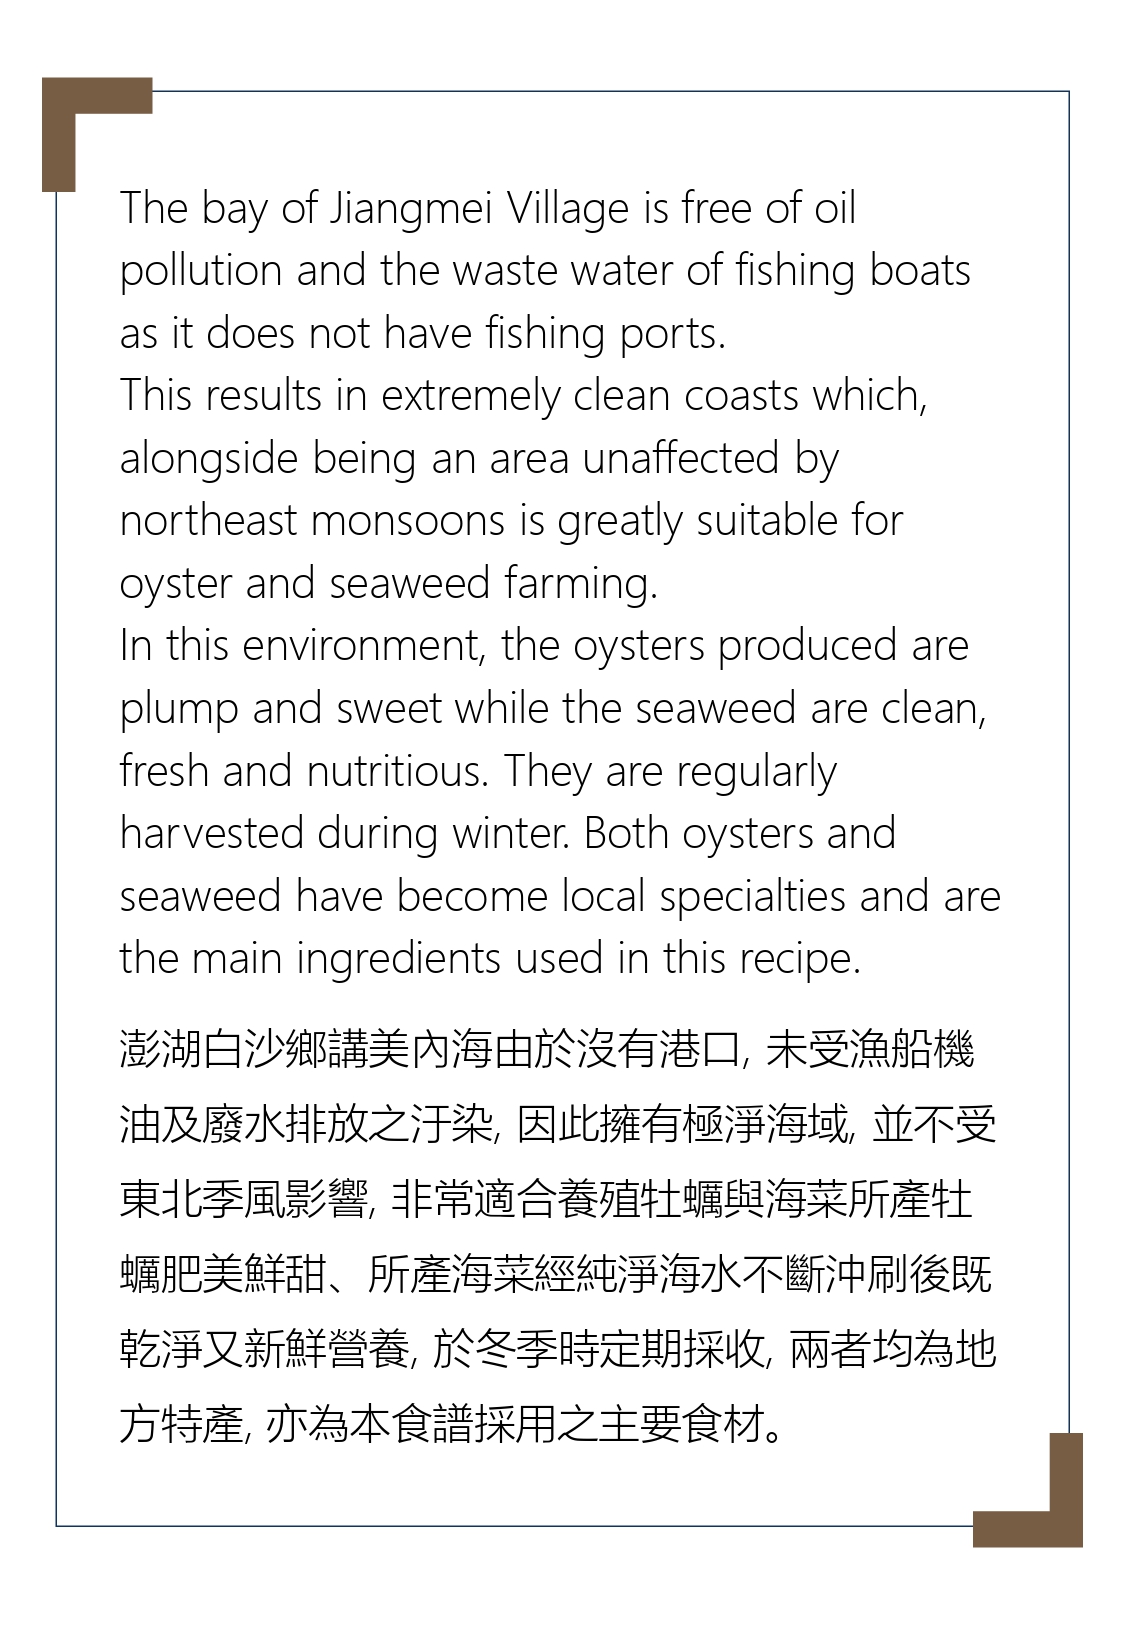 The bay of Jiangmei Village is free of oil
pollution and the waste water of fishing boats
as it does not have fishing ports.
This results in extremely clean coasts which,
alongside being an area unaffected by
northeast monsoons is greatly suitable for
oyster and seaweed farming.
In this environment, the oysters produced are
plump and sweet while the seaweed are clean,
fresh and nutritious. They are regularly
harvested during winter. Both oysters and
seaweed have become local specialties and are
the main ingredients used in this recipe.
澎湖白沙鄉講美內海由於沒有港口, 未受漁船機
油及廢水排放之汙染, 因此擁有極淨海域, 並不受
東北季風影響, 非常適合養殖牡蠣與海菜所產牡
蠣肥美鮮甜、所產海菜經純淨海水不斷沖刷後既
乾淨又新鮮營養, 於冬季時定期採收, 兩者均為地
方特產, 亦為本食譜採用之主要食材。